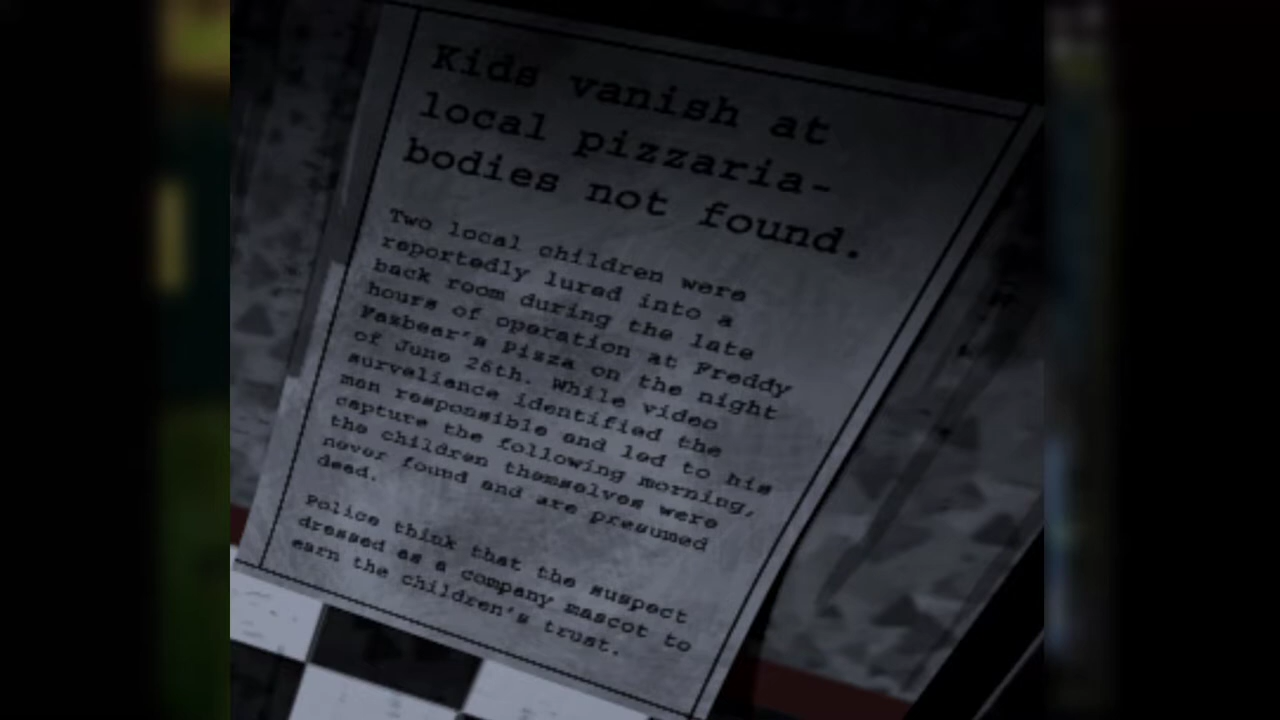 Kids vanish at
local pizzaria-
bodies not found.
Two local children were
reportedly lured into a
back room during the late
hours of operation at Freddy
Fazbear's Pizza on the night
of June 26th. While video
surveliance identified the
man responsible and led to his
capture the following morning,
the children themselves were
never found and are presumed
dead.
Police think that the suspect
dressed as a company mascot to
earn the children's trust.